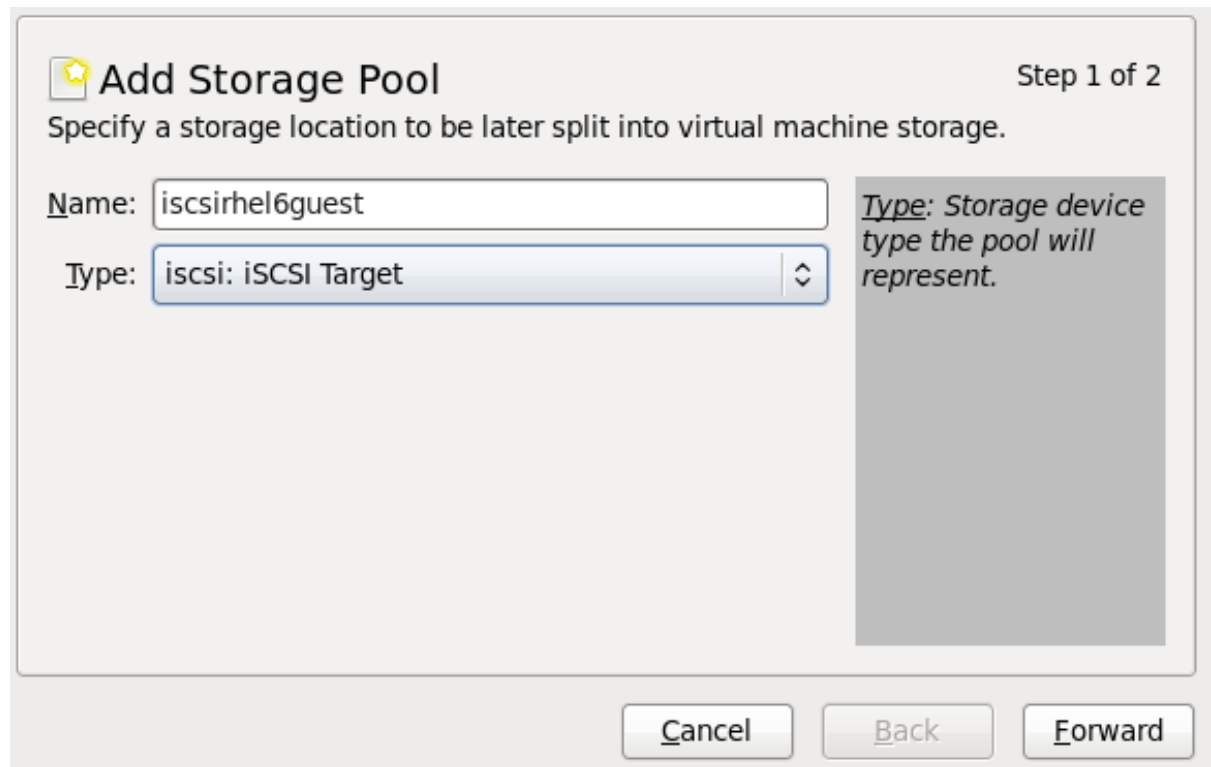 Add Storage Pool
Step 1 of 2
Specify a storage location to be later split into virtual machine storage.
Name: iscsirhel6guest
Type: iscsi: iSCSI Target
Type: Storage device
type the pool will
represent.
Cancel
Back
Forward